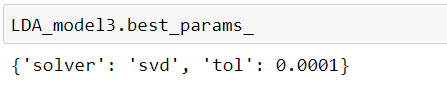 LDA_model3.best_params_
{'solver': 'svd', 'tol': 0.0001}